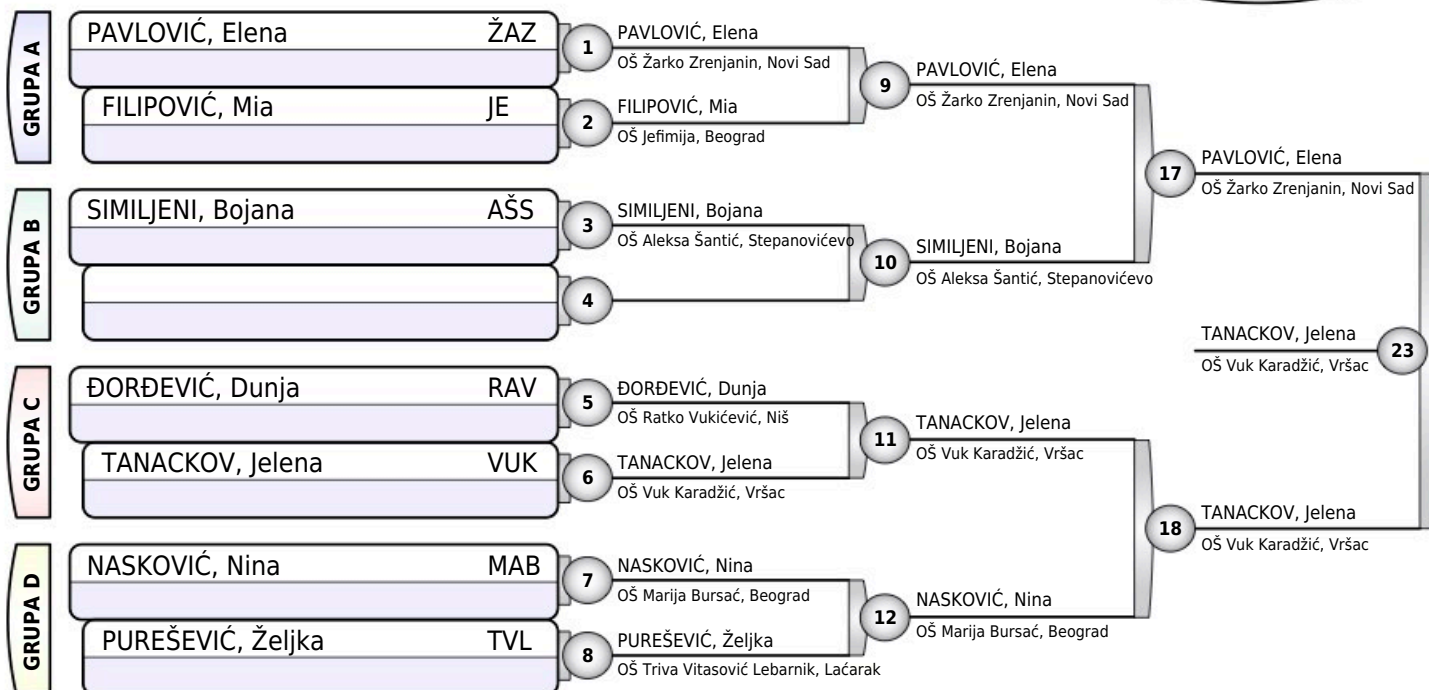 GRUPA A
PAVLOVIĆ, Elena ŽAZ
FILIPOVIĆ, Mia JE
GRUPA B
SIMILJENI, Bojana AŠS
GRUPA C
ĐORĐEVIĆ, Dunja RAV
TANACKOV, Jelena VUK
GRUPA D
NASKOVIĆ, Nina MAB
PUREŠEVIĆ, Željka TVL
1
PAVLOVIĆ, Elena
OŠ Žarko Zrenjanin, Novi Sad
2
FILIPOVIĆ, Mia
OŠ Jefimija, Beograd
3
SIMILJENI, Bojana
OŠ Aleksa Šantić, Stepanovićevo
4
5
ĐORĐEVIĆ, Dunja
OŠ Ratko Vukićević, Niš
6
TANACKOV, Jelena
OŠ Vuk Karadžić, Vršac
7
NASKOVIĆ, Nina
OŠ Marija Bursać, Beograd
8
PUREŠEVIĆ, Željka
OŠ Triva Vitasović Lebarnik, Laćarak
9
PAVLOVIĆ, Elena
OŠ Žarko Zrenjanin, Novi Sad
10
SIMILJENI, Bojana
OŠ Aleksa Šantić, Stepanovićevo
11
TANACKOV, Jelena
OŠ Vuk Karadžić, Vršac
12
NASKOVIĆ, Nina
OŠ Marija Bursać, Beograd
17
PAVLOVIĆ, Elena
OŠ Žarko Zrenjanin, Novi Sad
18
TANACKOV, Jelena
OŠ Vuk Karadžić, Vršac
TANACKOV, Jelena
OŠ Vuk Karadžić, Vršac
23